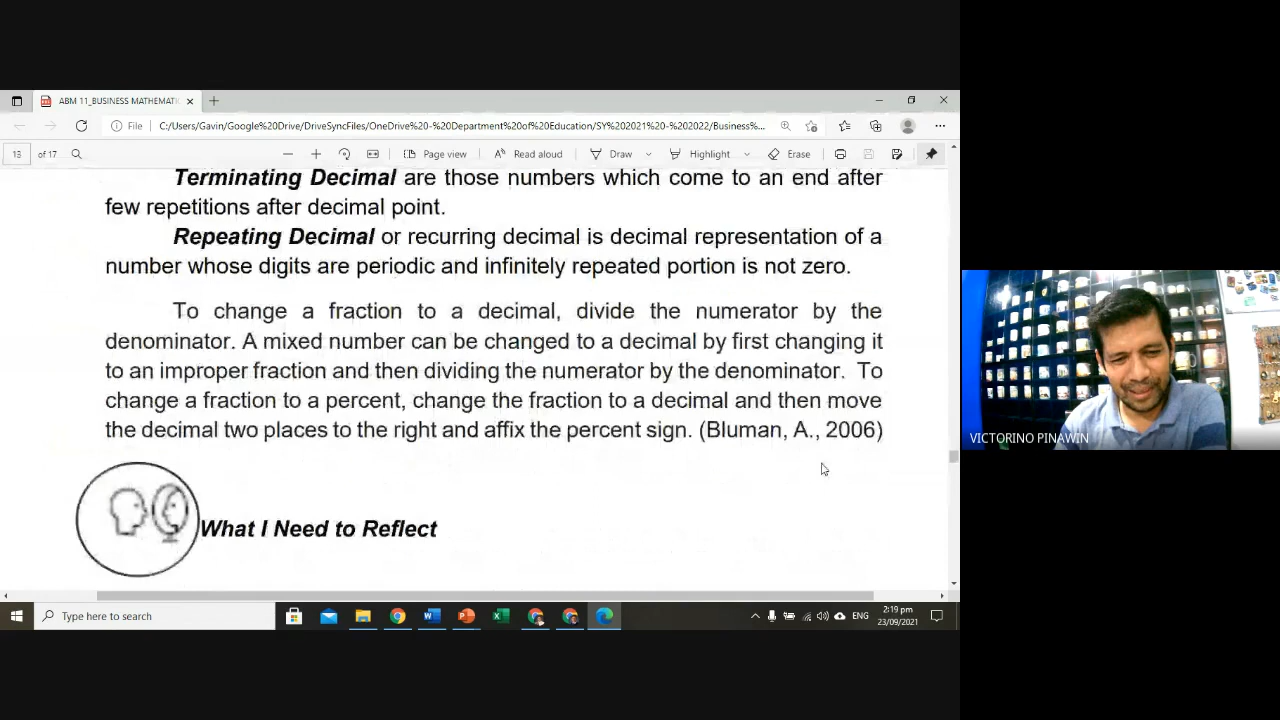 ABM 11_BUSINESS MATHEMATI
File
C:/Users/Gavin/Google%20Drive/DriveSyncFiles/OneDrive%20-%20Department%20of%20Education/SY%202021%20-%202022/Business%...
13 of 17
Page view
Read aloud
Draw
Highlight
Erase
Terminating Decimal are those numbers which come to an end after
few repetitions after decimal point.
Repeating Decimal or recurring decimal is decimal representation of a
number whose digits are periodic and infinitely repeated portion is not zero.
To change a fraction to a decimal, divide the numerator by the
denominator. A mixed number can be changed to a decimal by first changing it
to an improper fraction and then dividing the numerator by the denominator. To
change a fraction to a percent, change the fraction to a decimal and then move
the decimal two places to the right and affix the percent sign. (Bluman, A., 2006)
What I Need to Reflect
VICTORINO PINAWIN
Type here to search
ENG
2:19 pm
23/09/2021